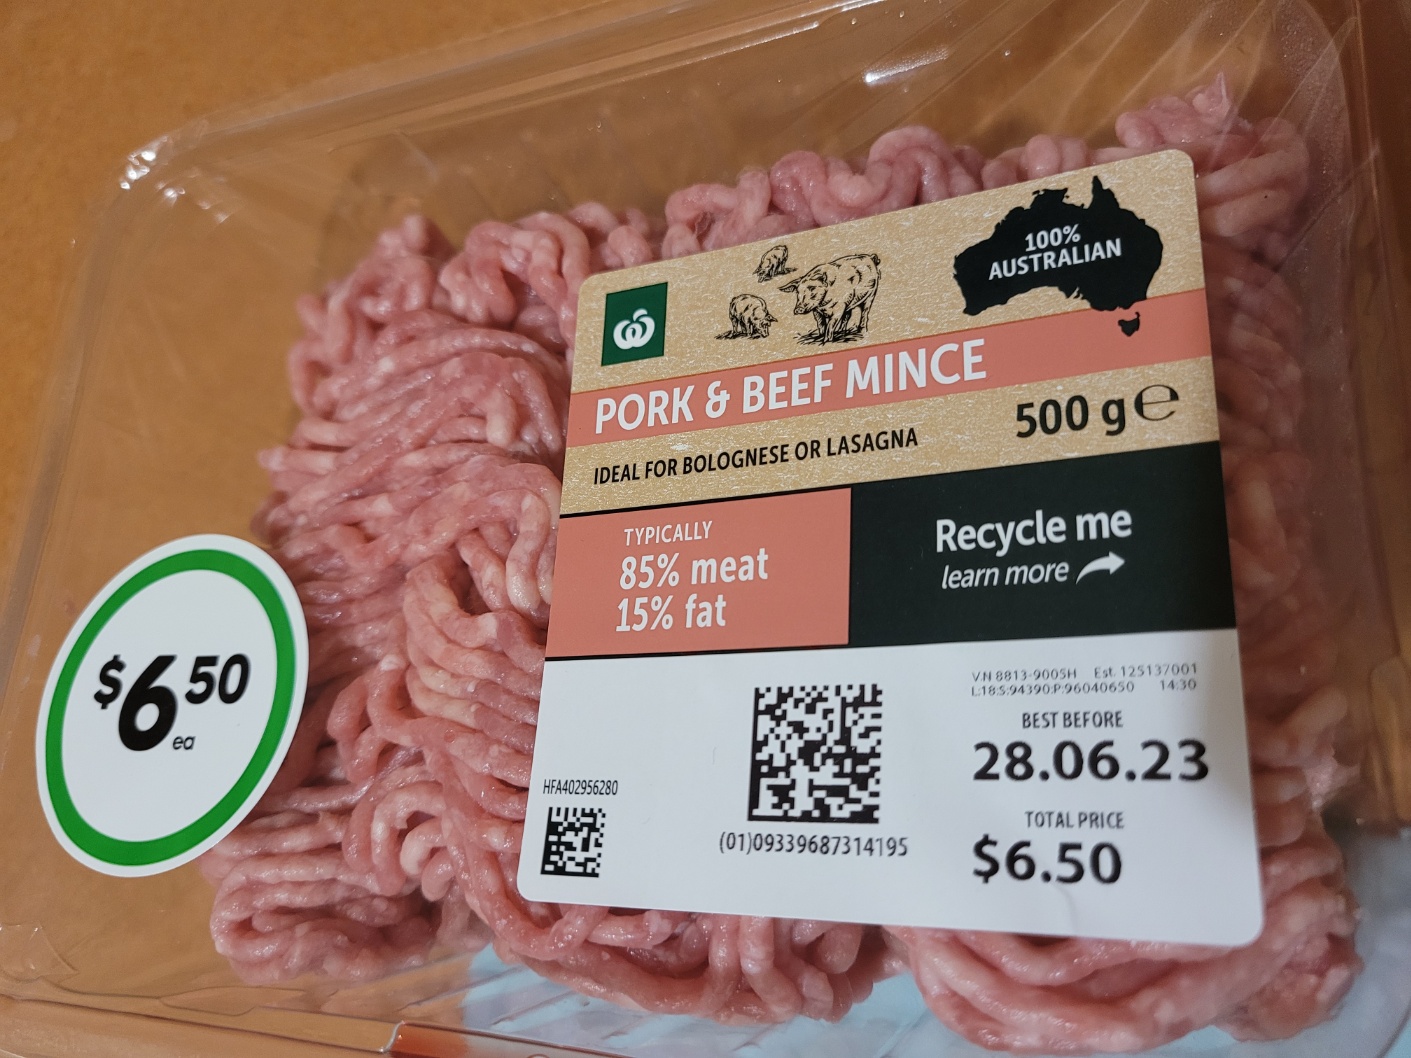 100%
AUSTRALIAN
PORK & BEEF MINCE
500 g ℮
IDEAL FOR BOLOGNESE OR LASAGNA
TYPICALLY
85% meat
15% fat
Recycle me
learn more
$6.50
ea
V.N 8813-9005H Est. 125137001
L:18:S:94390:P:96040650 14:30
BEST BEFORE
28.06.23
HFA402956280
(01)09339687314195
TOTAL PRICE
$6.50